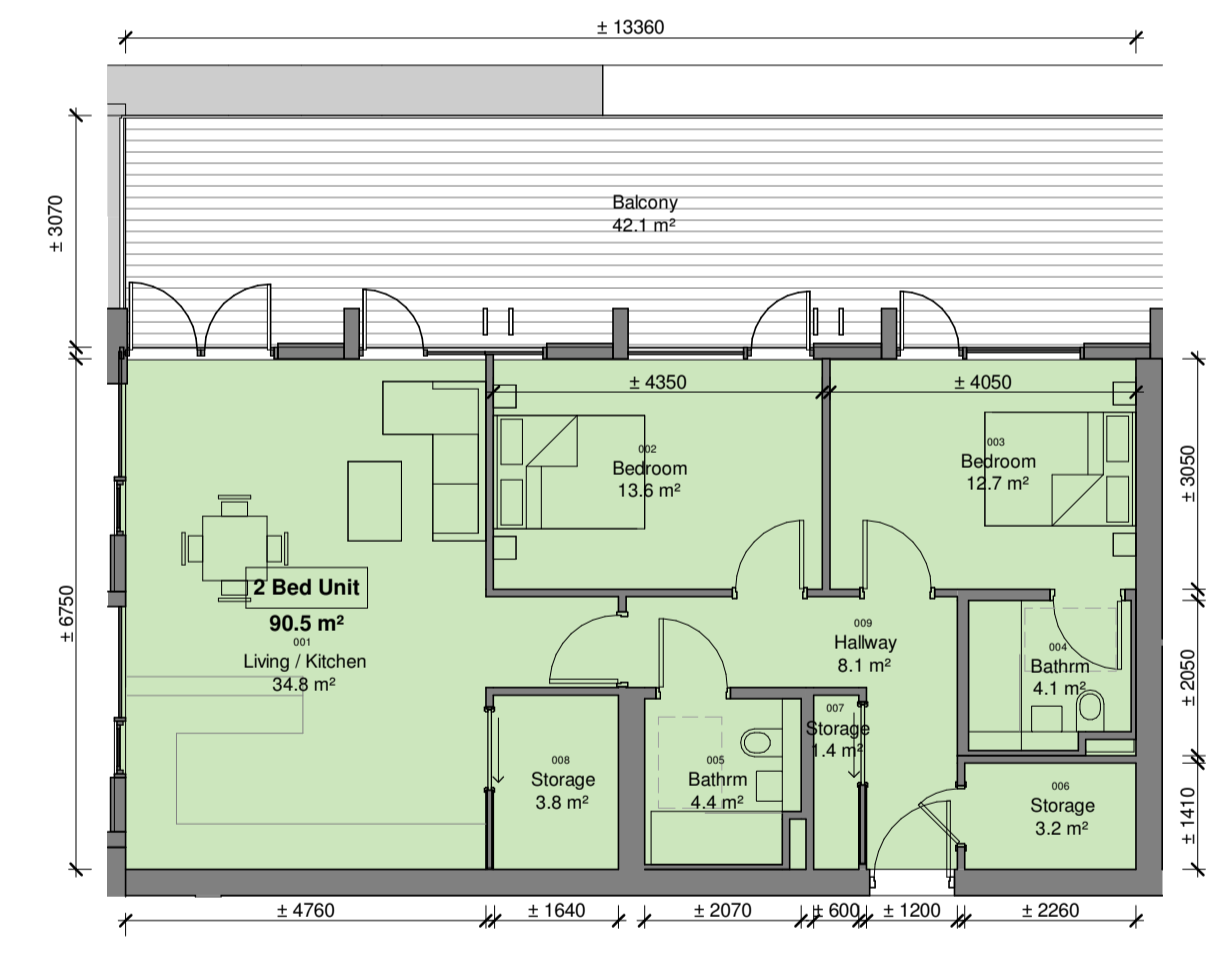 ± 13360
± 3070
Balcony
42.1 m²
± 4350
± 4050
002
Bedroom
13.6 m²
003
Bedroom
12.7 m²
± 3050
± 6750
2 Bed Unit
90.5 m²
001
Living / Kitchen
34.8 m²
009
Hallway
8.1 m²
004
Bathrm
4.1 m²
± 2050
008
Storage
3.8 m²
005
Bathrm
4.4 m²
007
Storage
1.4 m²
006
Storage
3.2 m²
± 1410
± 4760
± 1640
± 2070
± 600
± 1200
± 2260